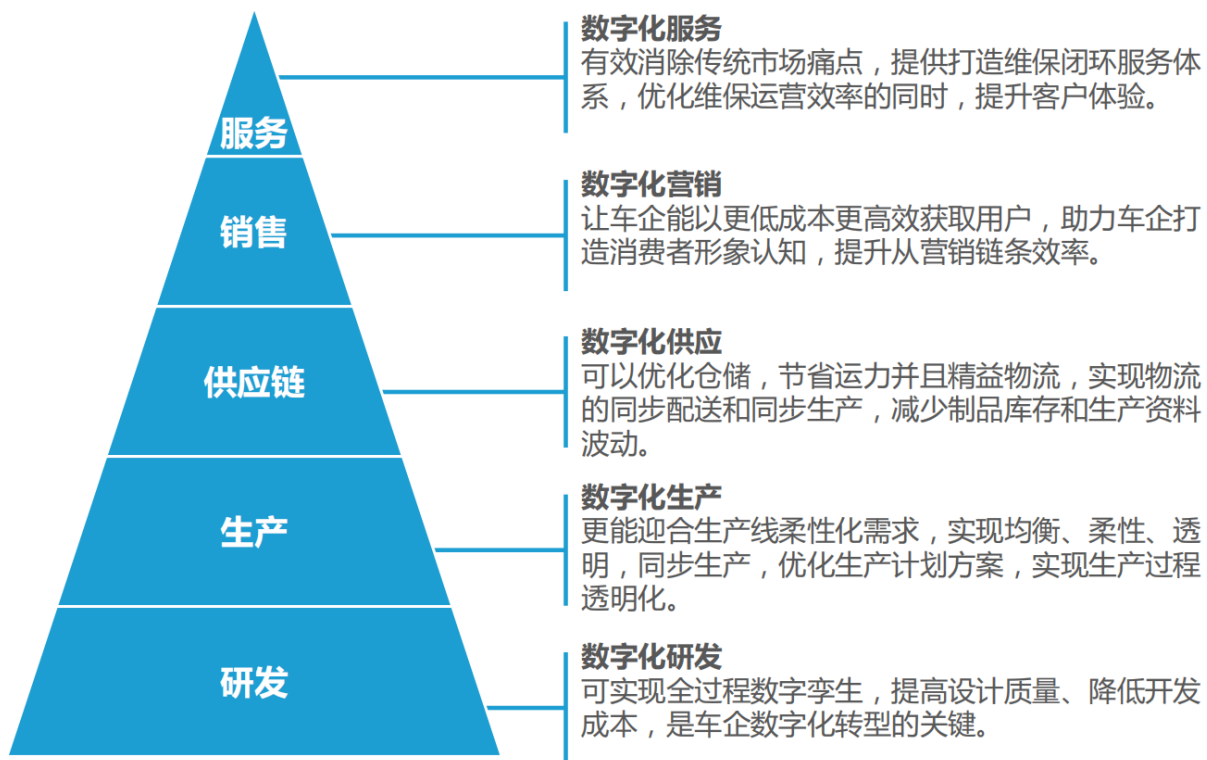 服务
数字化服务
有效消除传统市场痛点，提供打造维保闭环服务体
系，优化维保运营效率的同时，提升客户体验。
销售
数字化营销
让车企能以更低成本更高效获取用户，助力车企打
造消费者形象认知，提升从营销链条效率。
供应链
数字化供应
可以优化仓储，节省运力并且精益物流，实现物流
的同步配送和同步生产，减少制品库存和生产资料
波动。
生产
数字化生产
更能迎合生产线柔性化需求，实现均衡、柔性、透
明，同步生产，优化生产计划方案，实现生产过程
透明化。
研发
数字化研发
可实现全过程数字孪生，提高设计质量、降低开发
成本，是车企数字化转型的关键。